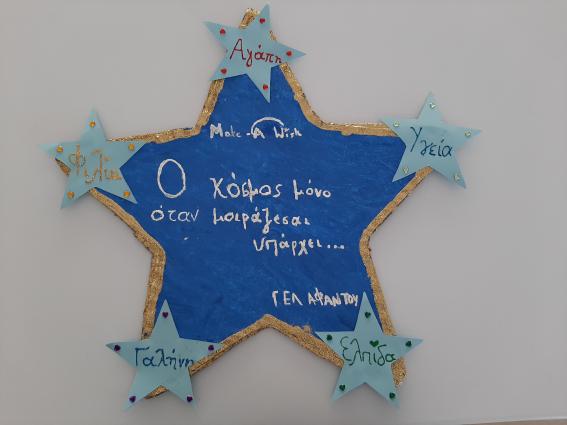 Αγάπη
Make-A Wish
Φιλία
Υγεία
Ο κόσμος μόνο
όταν μοιράζεσαι
υπάρχει...
ΓΕΛ ΑΦΑΝΤΟΥ
Γαλήνη
Ελπίδα